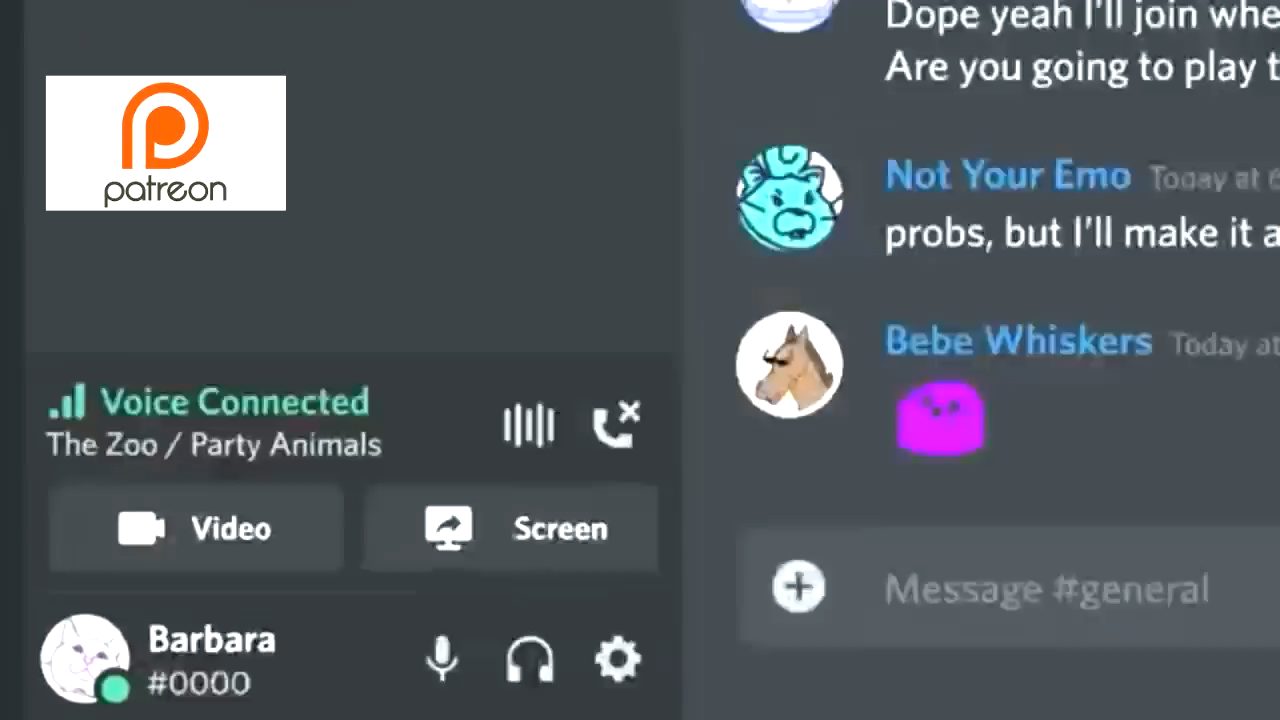 patreon
Voice Connected
The Zoo / Party Animals
Video
Screen
Barbara
#0000
Dope yeah I'll join whe
Are you going to play t
Not Your Emo Today at 6
probs, but I'll make it a
Bebe Whiskers Today at
Message #general